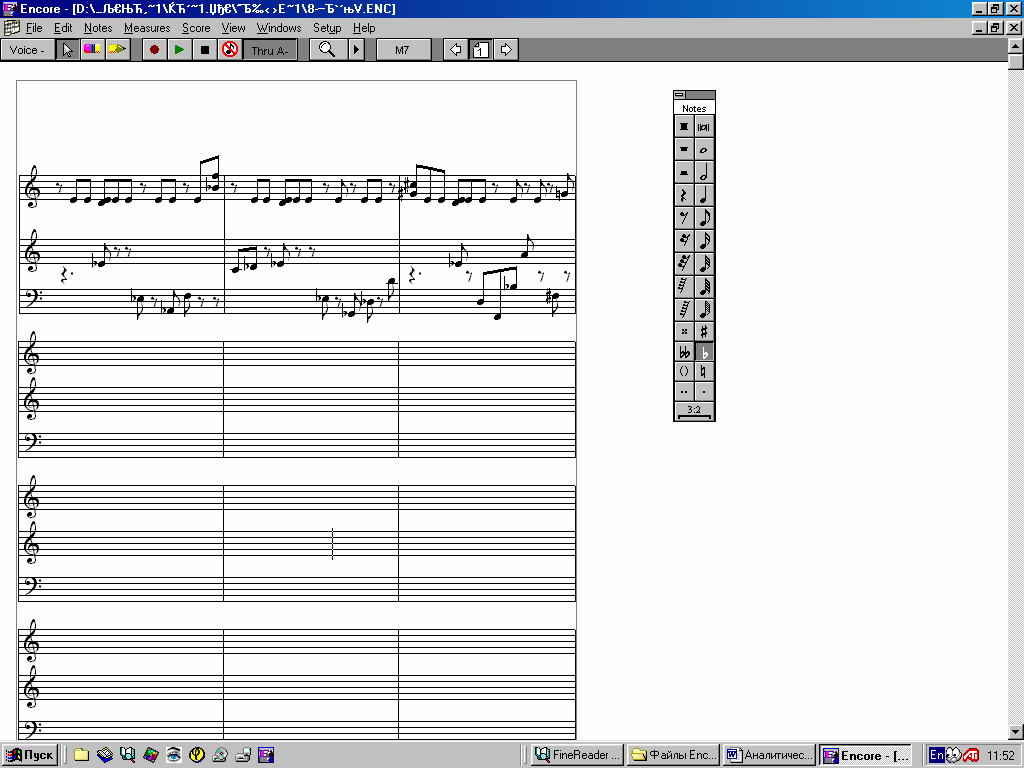 Encore -
File Edit Notes Measures Score View Windows Setup Help
Voice -
Thru A-
M7
1
Notes
3:2
Пуск
FineReader ...
Файлы Enc...
Аналитичес...
Encore - [...
En
11:52